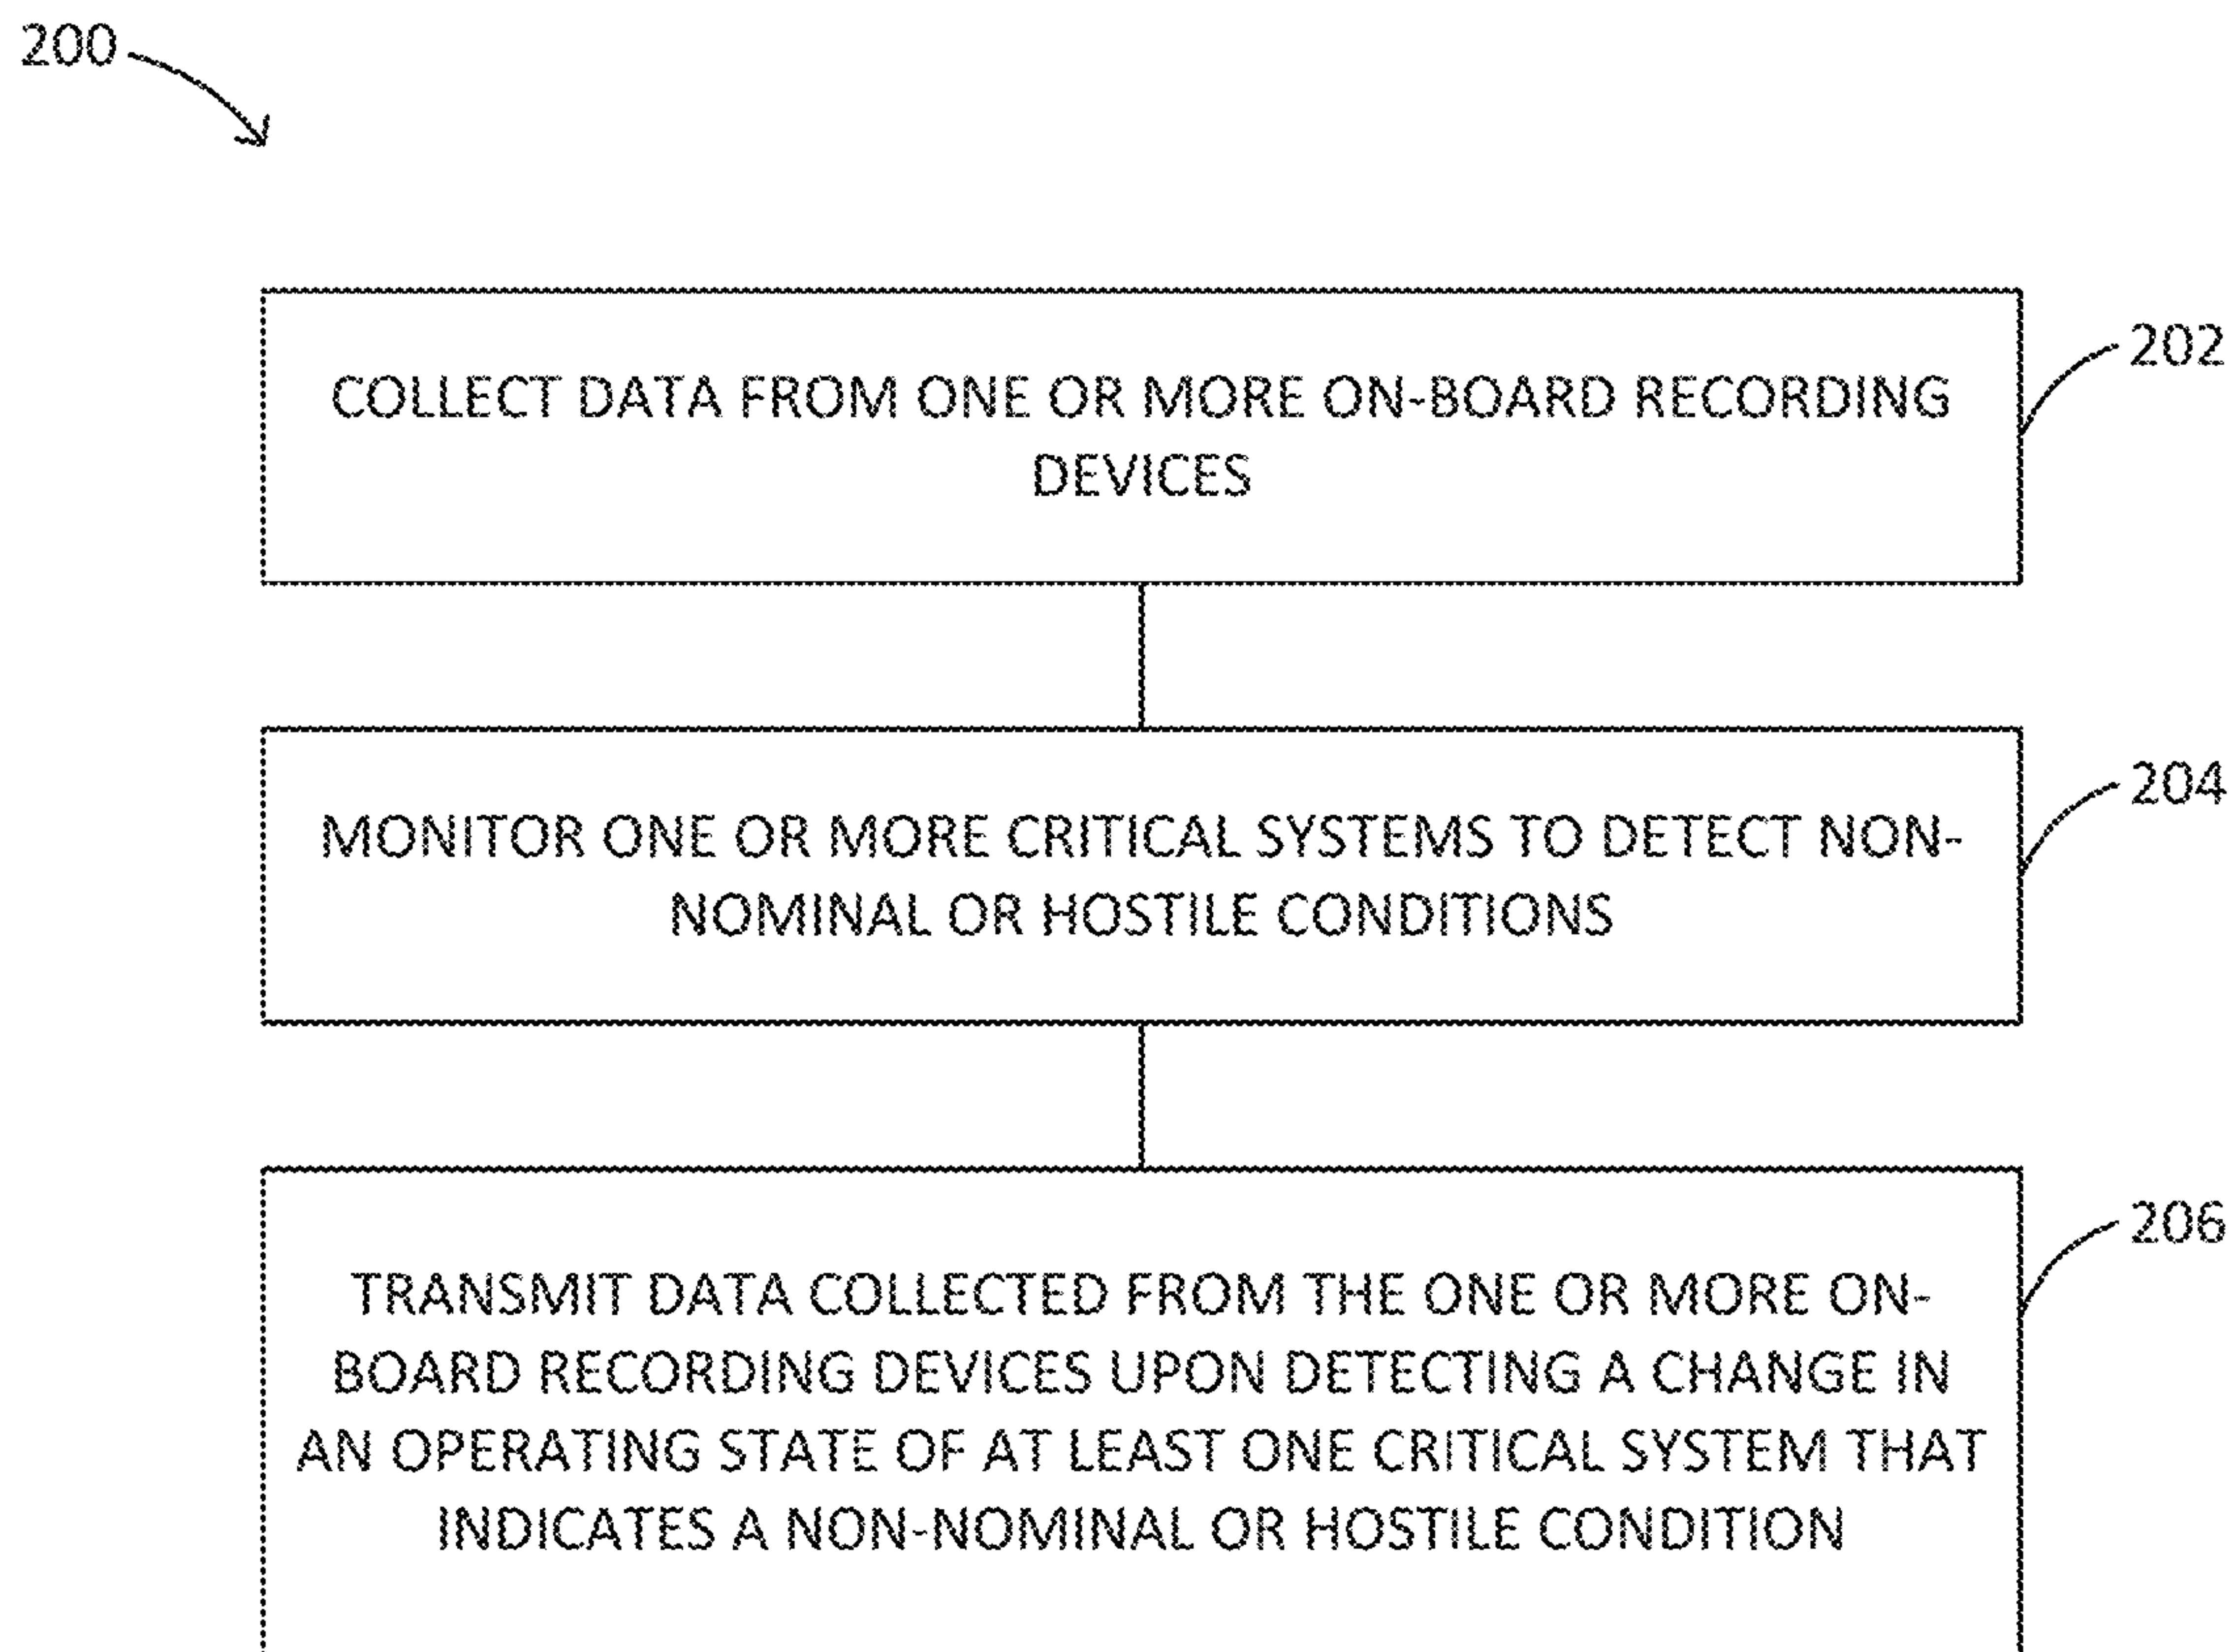 200
COLLECT DATA FROM ONE OR MORE ON-BOARD RECORDING
DEVICES
202
MONITOR ONE OR MORE CRITICAL SYSTEMS TO DETECT NON-
NOMINAL OR HOSTILE CONDITIONS
204
TRANSMIT DATA COLLECTED FROM THE ONE OR MORE ON-
BOARD RECORDING DEVICES UPON DETECTING A CHANGE IN
AN OPERATING STATE OF AT LEAST ONE CRITICAL SYSTEM THAT
INDICATES A NON-NOMINAL OR HOSTILE CONDITION
206